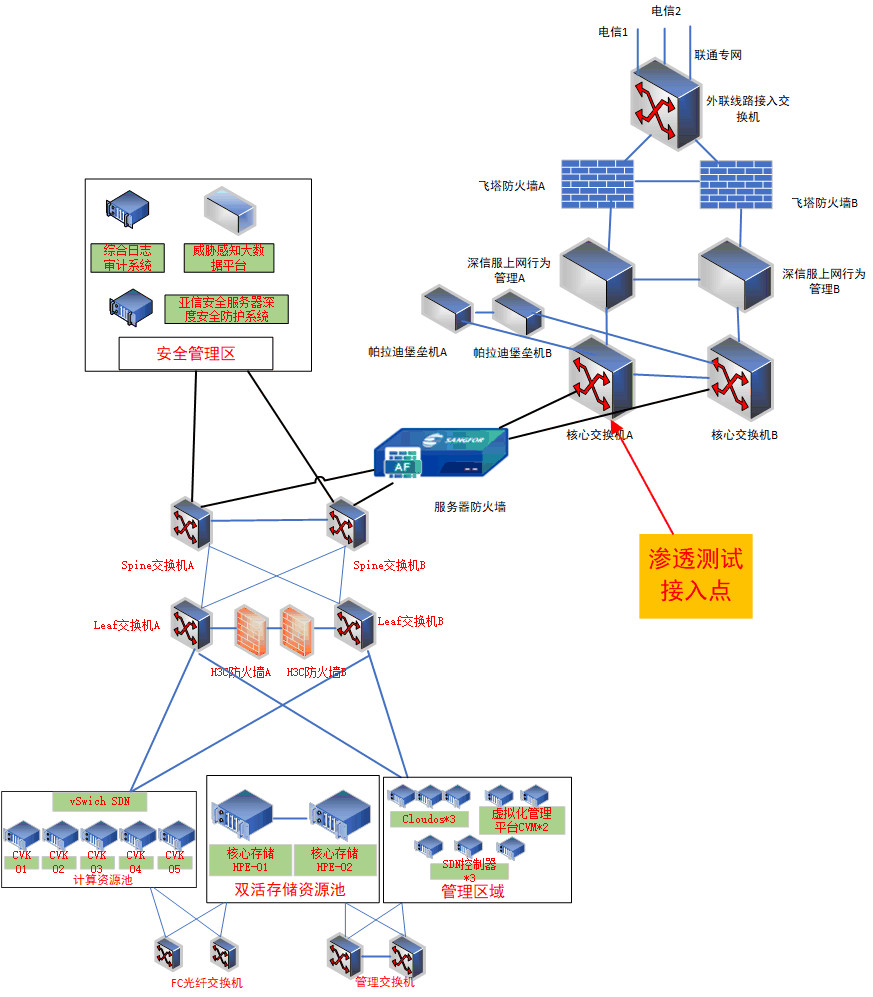 电信2
电信1
联通专网
外联线路接入交
换机
飞塔防火墙A
飞塔防火墙B
深信服上网行为
管理A
深信服上网行为
管理B
帕拉迪堡垒机A
帕拉迪堡垒机B
核心交换机A
核心交换机B
综合日志
审计系统
威胁感知大数
据平台
亚信安全服务器深
度安全防护系统
安全管理区
SANGFOR
AF
服务器防火墙
渗透测试
接入点
Spine交换机A
Spine交换机B
Leaf交换机A
Leaf交换机B
H3C防火墙A
H3C防火墙B
vSwich SDN
CVK
01
CVK
02
CVK
03
CVK
04
CVK
05
计算资源池
核心存储
HPE-01
核心存储
HPE-02
双活存储资源池
Cloudos*3
虚拟化管理
平台CVM*2
SDN控制器
*3
管理区域
FC光纤交换机
管理交换机